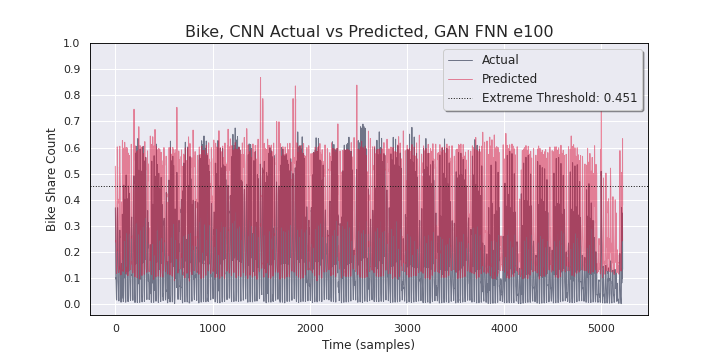 Bike, CNN Actual vs Predicted, GAN FNN e100
1.0
0.9
0.8
0.7
0.6
0.5
0.4
0.3
0.2
0.1
0.0
Bike Share Count
Actual
Predicted
Extreme Threshold: 0.451
0
1000
2000
3000
4000
5000
Time (samples)